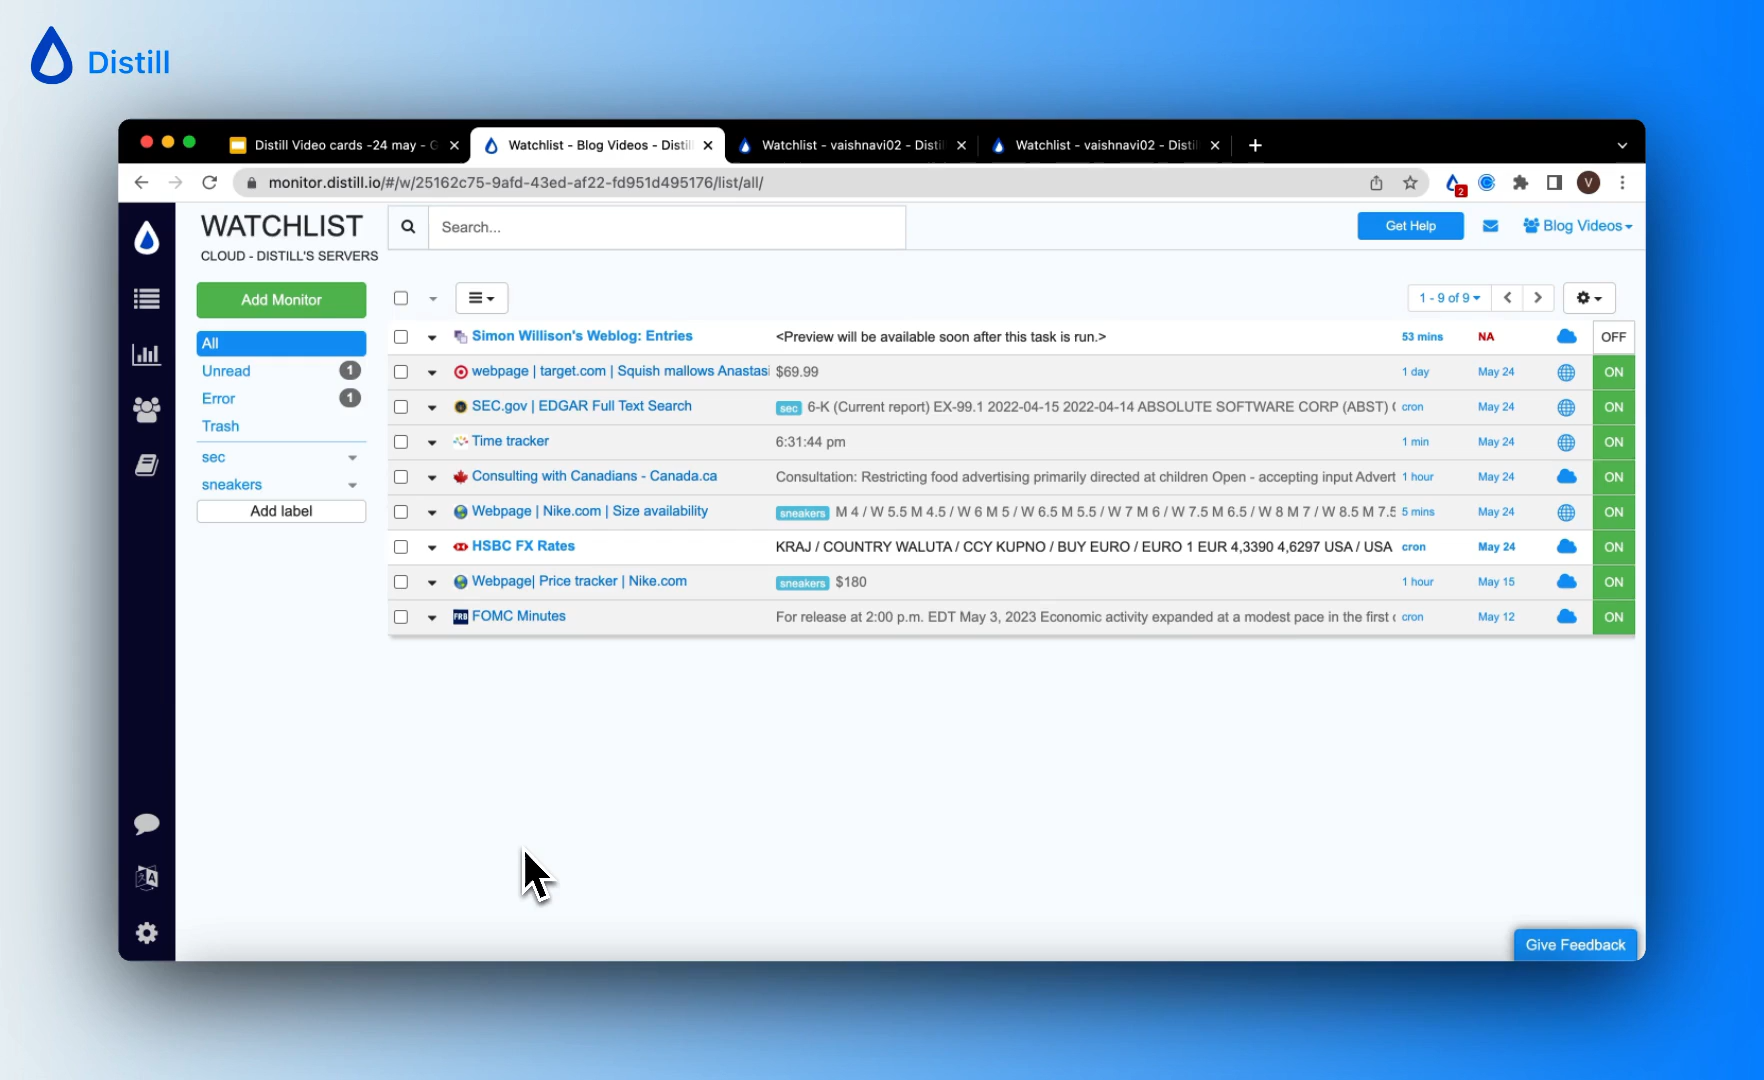 Distill
Distill Video cards -24 may - G
Watchlist - Blog Videos - Distill
Watchlist - vaishnavi02 - Distill
Watchlist - vaishnavi02 - Distill
monitor.distill.io/#/w/25162c75-9afd-43ed-af22-fd951d495176/list/all/
2
V
WATCHLIST
CLOUD - DISTILL'S SERVERS
Search...
Get Help
Blog Videos
Add Monitor
1 - 9 of 9
All
Unread 1
Error 1
Trash
sec
sneakers
Add label
Simon Willison's Weblog: Entries <Preview will be available soon after this task is run.> 53 mins NA OFF
webpage | target.com | Squish mallows Anastasi $69.99 1 day May 24 ON
SEC.gov | EDGAR Full Text Search sec 6-K (Current report) EX-99.1 2022-04-15 2022-04-14 ABSOLUTE SOFTWARE CORP (ABST) ( cron May 24 ON
Time tracker 6:31:44 pm 1 min May 24 ON
Consulting with Canadians - Canada.ca Consultation: Restricting food advertising primarily directed at children Open - accepting input Advert 1 hour May 24 ON
Webpage | Nike.com | Size availability sneakers M 4 / W 5.5 M 4.5 / W 6 M 5 / W 6.5 M 5.5 / W 7 M 6 / W 7.5 M 6.5 / W 8 M 7 / W 8.5 M 7.5 5 mins May 24 ON
HSBC FX Rates KRAJ / COUNTRY WALUTA / CCY KUPNO / BUY EURO / EURO 1 EUR 4,3390 4,6297 USA / USA cron May 24 ON
Webpage| Price tracker | Nike.com sneakers $180 1 hour May 15 ON
FRB FOMC Minutes For release at 2:00 p.m. EDT May 3, 2023 Economic activity expanded at a modest pace in the first cron May 12 ON
Give Feedback